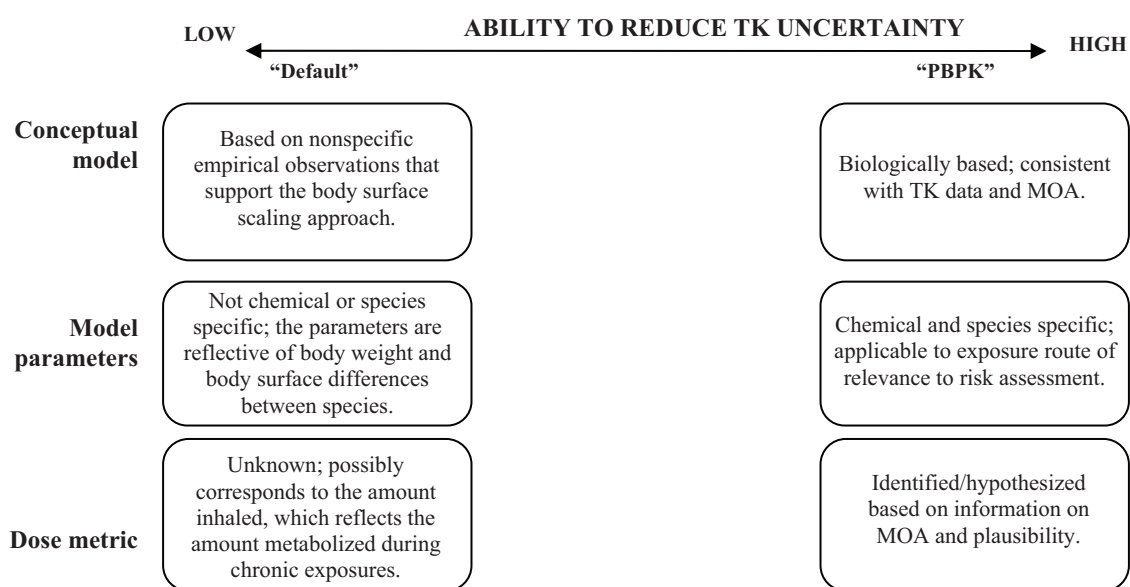 ABILITY TO REDUCE TK UNCERTAINTY
LOW
HIGH
“Default”
“PBPK”
Conceptual
model
Based on nonspecific
empirical observations that
support the body surface
scaling approach.
Biologically based; consistent
with TK data and MOA.
Model
parameters
Not chemical or species
specific; the parameters are
reflective of body weight and
body surface differences
between species.
Chemical and species specific;
applicable to exposure route of
relevance to risk assessment.
Dose metric
Unknown; possibly
corresponds to the amount
inhaled, which reflects the
amount metabolized during
chronic exposures.
Identified/hypothesized
based on information on
MOA and plausibility.